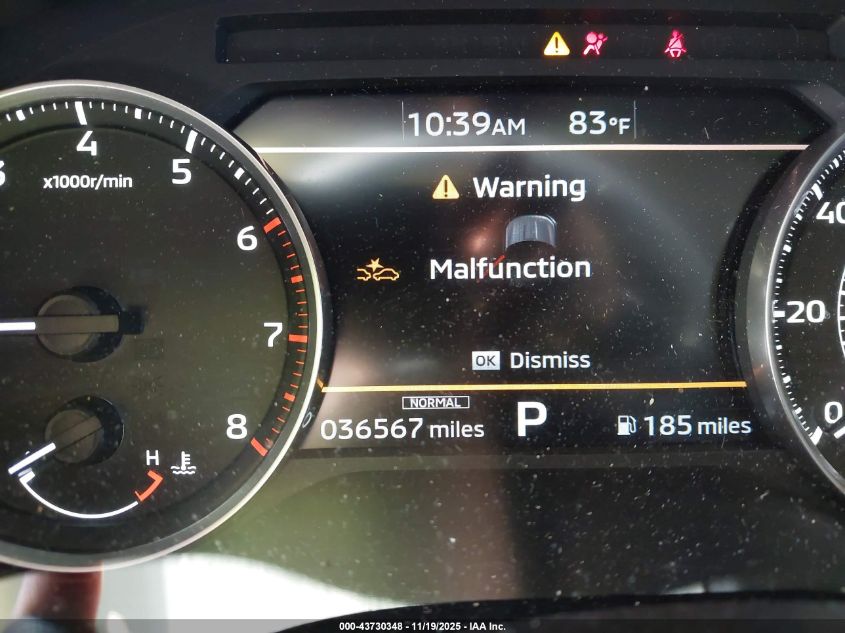 10:39AM 83°F
4
5
x1000r/min
Warning
6
40
Malfunction
7
20
OK Dismiss
NORMAL
8
036567 miles P 185 miles
0
H
000-43730348 - 11/19/2025 - IAA Inc.